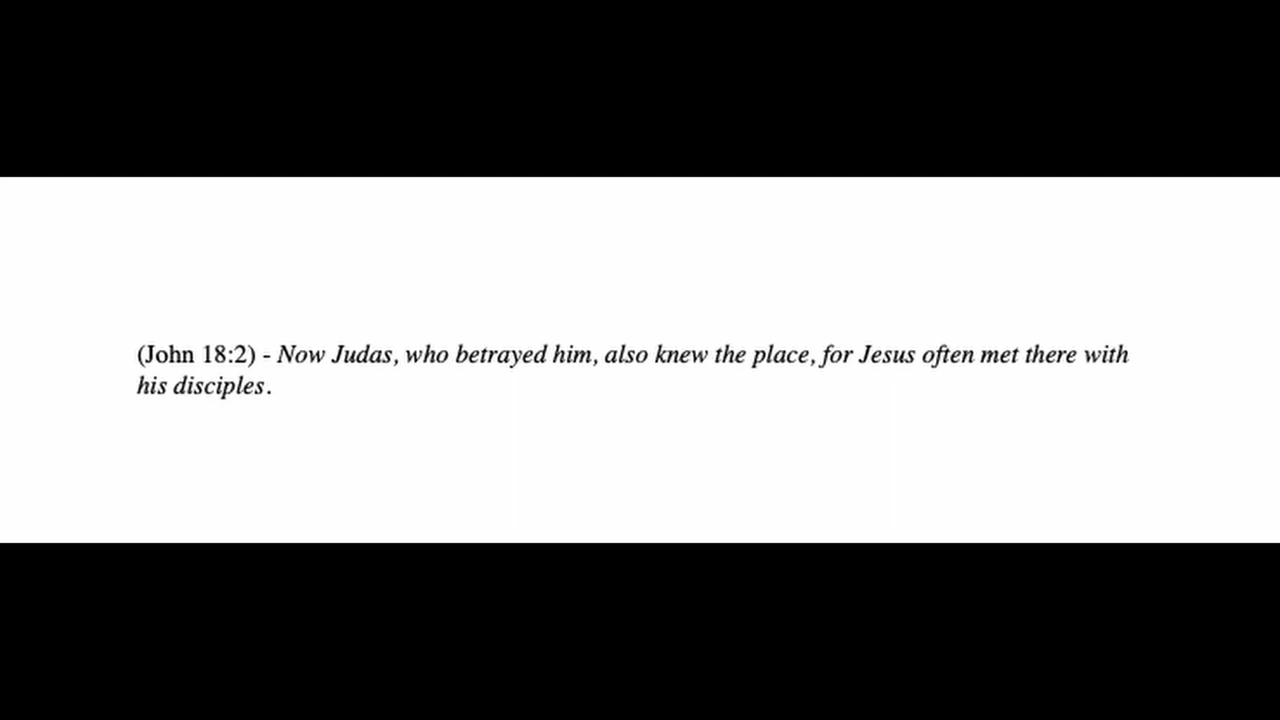 (John 18:2) - Now Judas, who betrayed him, also knew the place, for Jesus often met there with
his disciples.